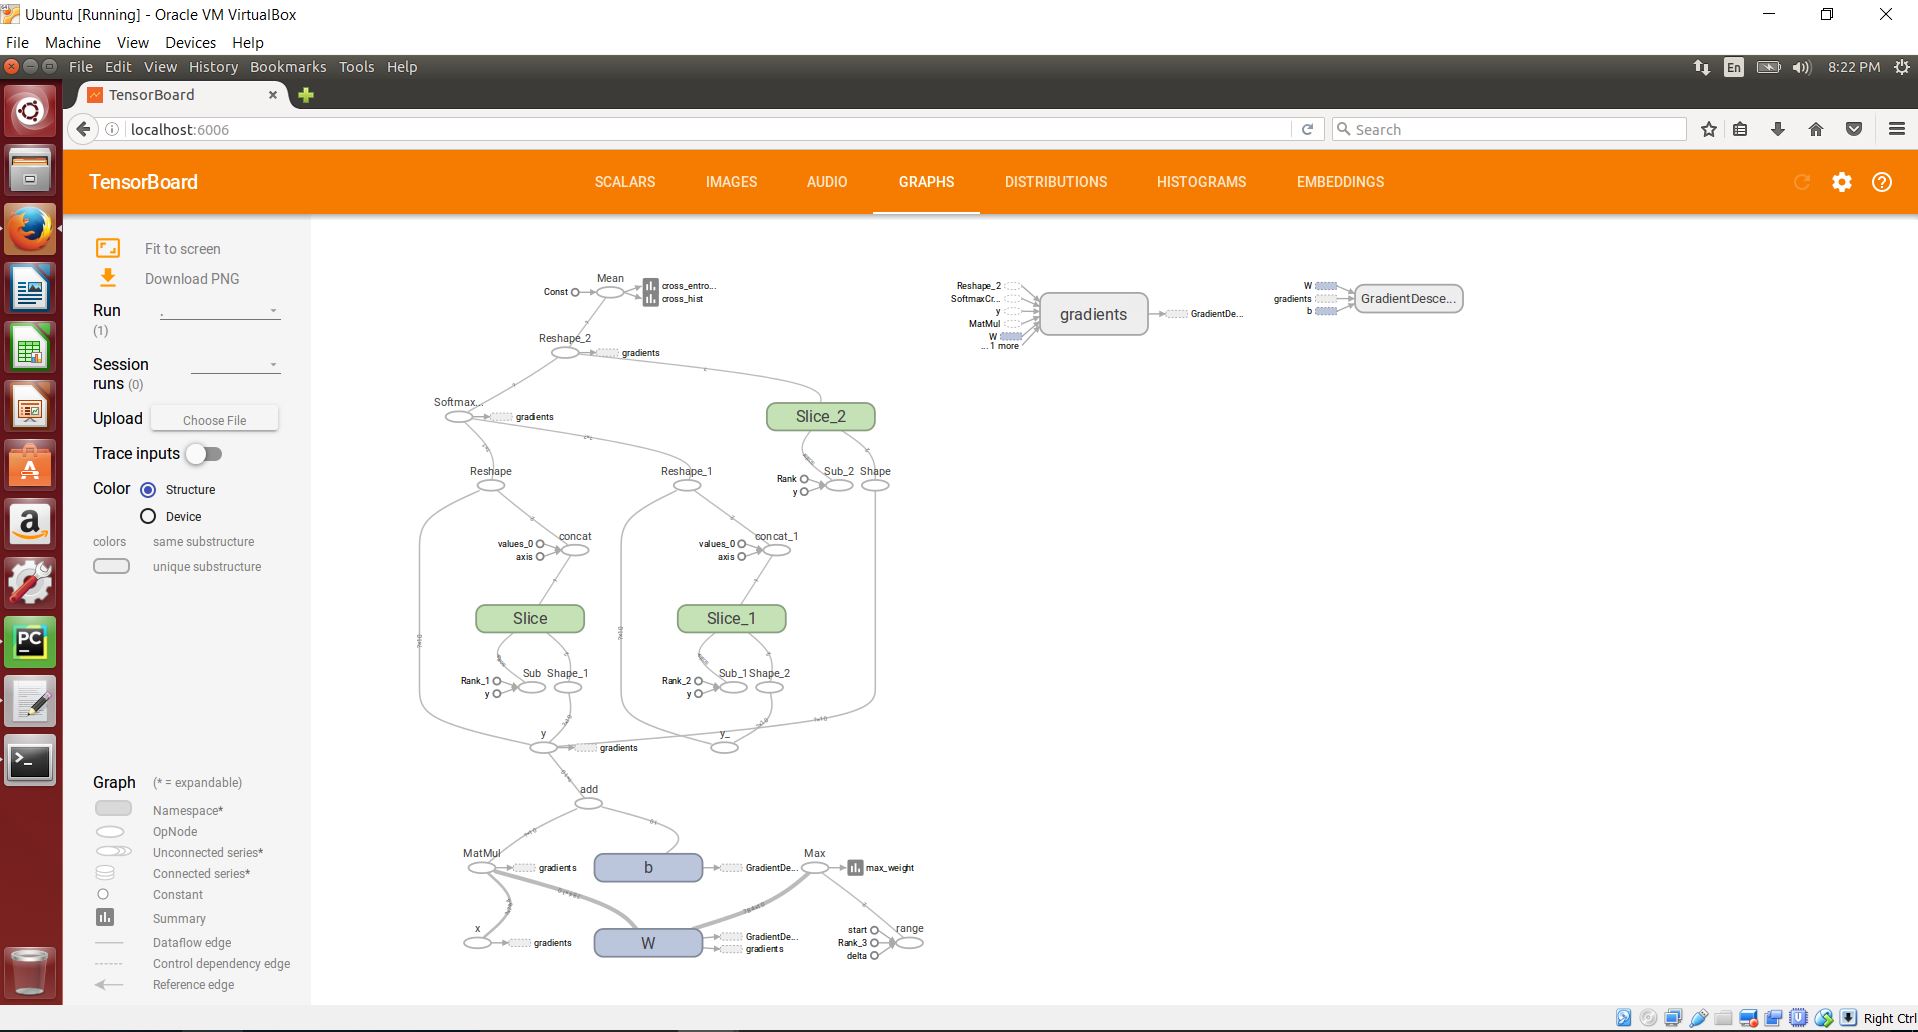 Ubuntu [Running] - Oracle VM VirtualBox
File Machine View Devices Help
File Edit View History Bookmarks Tools Help
En 8:22 PM
TensorBoard
localhost:6006
Search
TensorBoard SCALARS IMAGES AUDIO GRAPHS DISTRIBUTIONS HISTOGRAMS EMBEDDINGS
Fit to screen
Download PNG
Run
(1)
.
Session
runs (0)
Upload Choose File
Trace inputs
Color Structure
Device
colors same substructure
unique substructure
Graph (* = expandable)
Namespace*
OpNode
Unconnected series*
Connected series*
Constant
Summary
Dataflow edge
Control dependency edge
Reference edge
Mean
Const
cross_entro...
cross_hist
Reshape_2
gradients
Softmax...
gradients
Slice_2
Reshape
Reshape_1
Sub_2 Shape
Rank
y
concat
values_0
axis
concat_1
values_0
axis
Slice
Slice_1
Sub Shape_1
Rank_1
y
Sub_1 Shape_2
Rank_2
y
y
gradients
y_
?x10
add
MatMul
gradients
b
GradientDe...
Max
max_weight
x
gradients
W
GradientDe...
gradients
range
start
Rank_3
delta
Reshape_2
SoftmaxCr...
y
MatMul
W
... 1 more
gradients
GradientDe...
W
gradients
b
GradientDesce...
PC
Right Ctrl